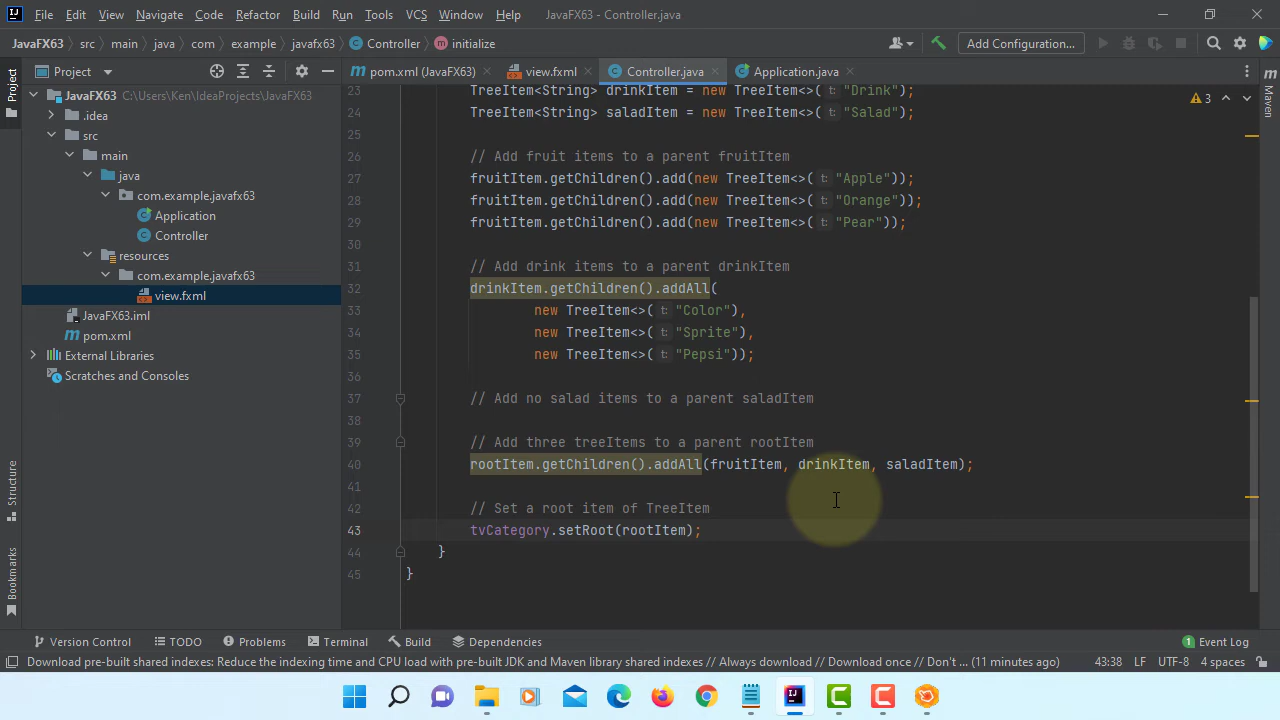 File Edit View Navigate Code Refactor Build Run Tools VCS Window Help JavaFX63 - Controller.java
JavaFX63 src main java com example javafx63 Controller initialize Add Configuration...
Project Project pom.xml (JavaFX63) view.fxml Controller.java Application.java
JavaFX63 C:\Users\Ken\IdeaProjects\JavaFX63
.idea
src
main
java
com.example.javafx63
Application
Controller
resources
com.example.javafx63
view.fxml
JavaFX63.iml
pom.xml
External Libraries
Scratches and Consoles
Structure
Bookmarks
Maven
3
23 TreeItem<String> drinkItem = new TreeItem<>( t: "Drink");
24 TreeItem<String> saladItem = new TreeItem<>( t: "Salad");
25
26 // Add fruit items to a parent fruitItem
27 fruitItem.getChildren().add(new TreeItem<>( t: "Apple"));
28 fruitItem.getChildren().add(new TreeItem<>( t: "Orange"));
29 fruitItem.getChildren().add(new TreeItem<>( t: "Pear"));
30
31 // Add drink items to a parent drinkItem
32 drinkItem.getChildren().addAll(
33 new TreeItem<>( t: "Color"),
34 new TreeItem<>( t: "Sprite"),
35 new TreeItem<>( t: "Pepsi"));
36
37 // Add no salad items to a parent saladItem
38
39 // Add three treeItems to a parent rootItem
40 rootItem.getChildren().addAll(fruitItem, drinkItem, saladItem);
41
42 // Set a root item of TreeItem
43 tvCategory.setRoot(rootItem);
44 }
45 }
Version Control TODO Problems Terminal Build Dependencies 1 Event Log
Download pre-built shared indexes: Reduce the indexing time and CPU load with pre-built JDK and Maven library shared indexes // Always download // Download once // Don't ... (11 minutes ago) 43:38 LF UTF-8 4 spaces